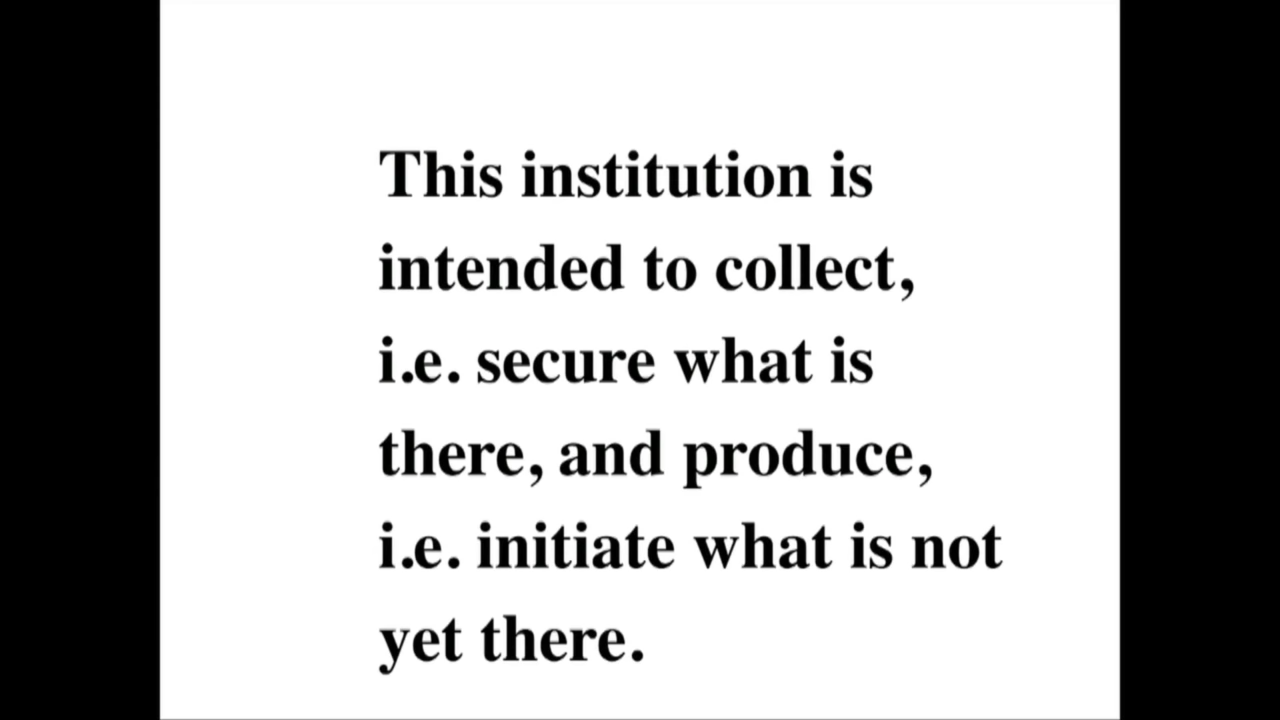 This institution is
intended to collect,
i.e. secure what is
there, and produce,
i.e. initiate what is not
yet there.